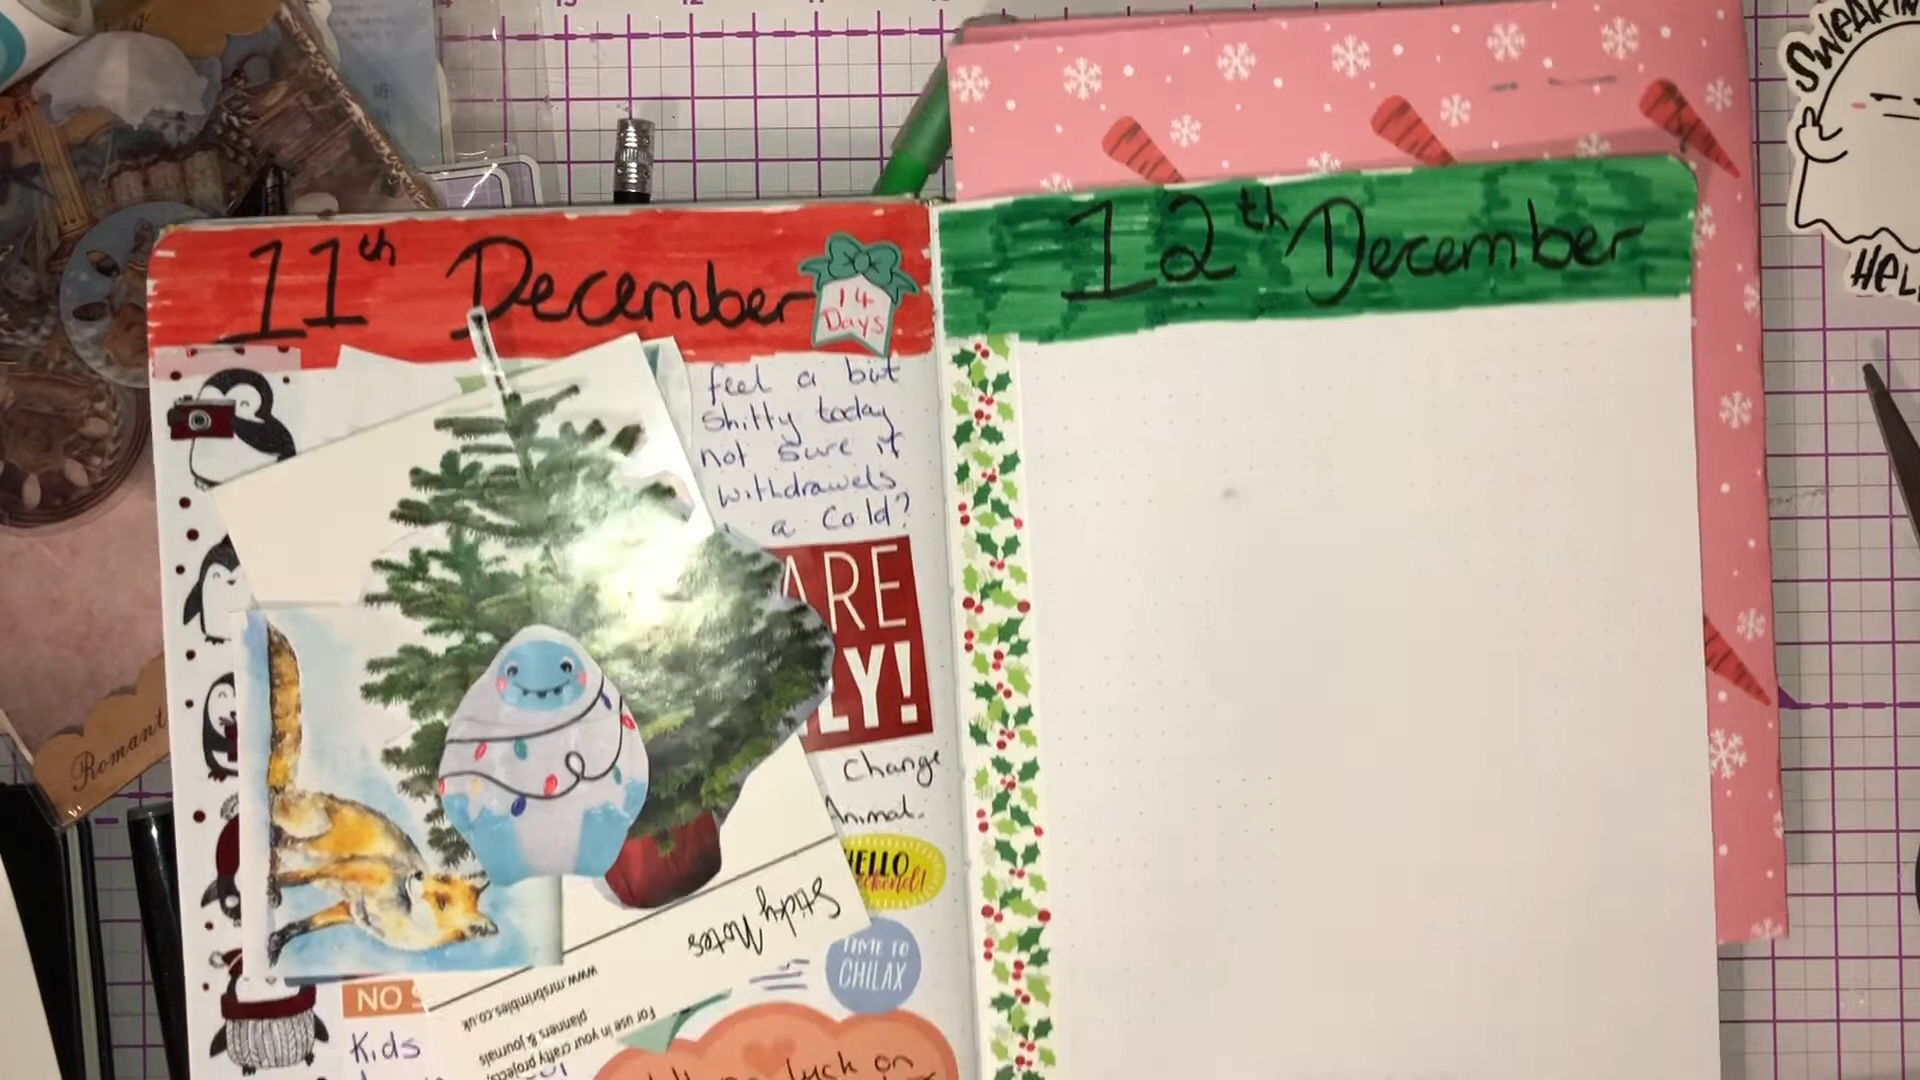 11th December
14
Days
feel a bit
shitty today
not sure if
withdrawels
a cold?
ARE
LY!
Change
Animal.
HELLO
TIME TO
CHILAX
Sticky Notes
For use in your crafty projects,
planners & journals
www.mrsbrimbles.co.uk
NO
Kids
luck on
12th December
Romant
HEL